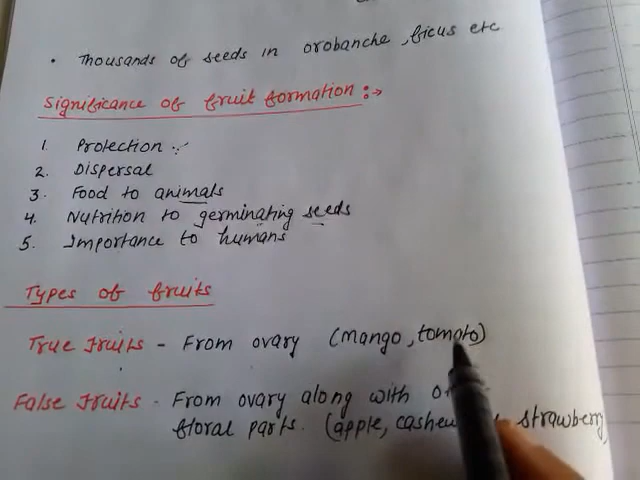 • Thousands of seeds in orobanche, ficus etc
Significance of fruit formation :→
1. Protection
2. Dispersal
3. Food to animals
4. Nutrition to germinating seeds
5. Importance to humans
Types of fruits
True Fruits - From ovary (mango, tomato)
False Fruits - From ovary along with
floral parts. (apple, cashew strawberry